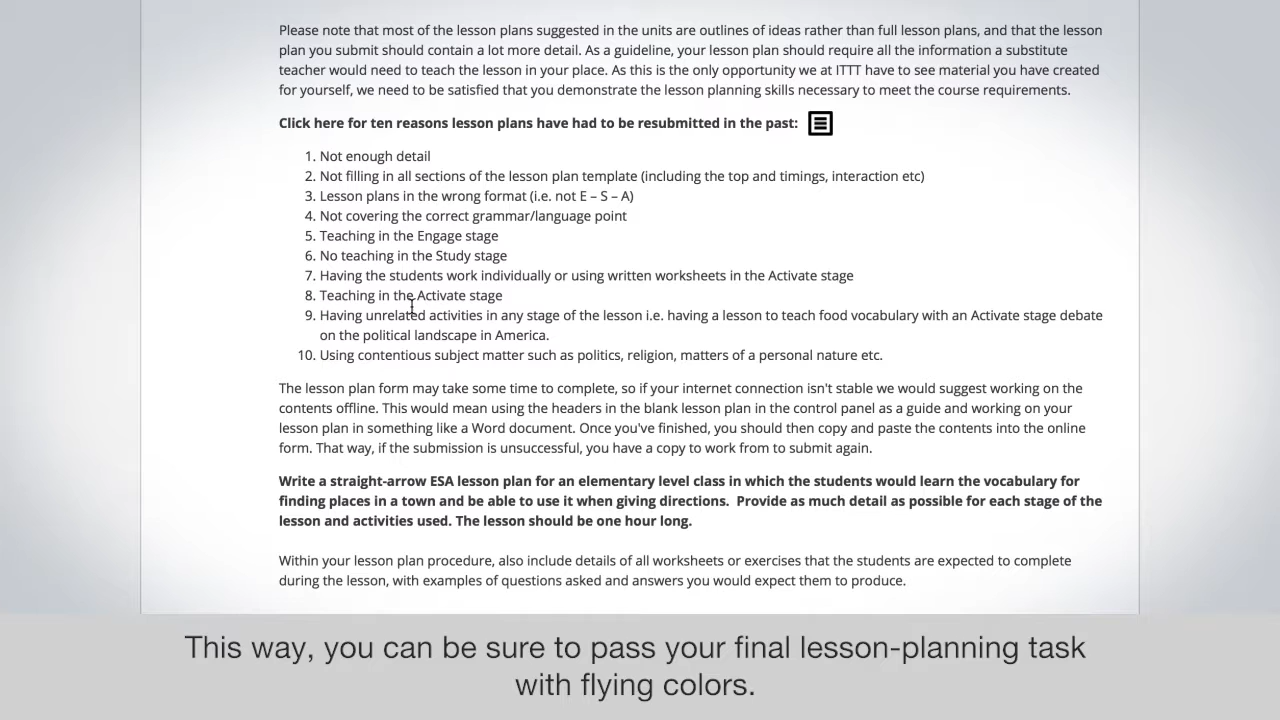 Please note that most of the lesson plans suggested in the units are outlines of ideas rather than full lesson plans, and that the lesson
plan you submit should contain a lot more detail. As a guideline, your lesson plan should require all the information a substitute
teacher would need to teach the lesson in your place. As this is the only opportunity we at ITTT have to see material you have created
for yourself, we need to be satisfied that you demonstrate the lesson planning skills necessary to meet the course requirements.
Click here for ten reasons lesson plans have had to be resubmitted in the past:
1. Not enough detail
2. Not filling in all sections of the lesson plan template (including the top and timings, interaction etc)
3. Lesson plans in the wrong format (i.e. not E – S – A)
4. Not covering the correct grammar/language point
5. Teaching in the Engage stage
6. No teaching in the Study stage
7. Having the students work individually or using written worksheets in the Activate stage
8. Teaching in the Activate stage
9. Having unrelated activities in any stage of the lesson i.e. having a lesson to teach food vocabulary with an Activate stage debate
on the political landscape in America.
10. Using contentious subject matter such as politics, religion, matters of a personal nature etc.
The lesson plan form may take some time to complete, so if your internet connection isn't stable we would suggest working on the
contents offline. This would mean using the headers in the blank lesson plan in the control panel as a guide and working on your
lesson plan in something like a Word document. Once you've finished, you should then copy and paste the contents into the online
form. That way, if the submission is unsuccessful, you have a copy to work from to submit again.
Write a straight-arrow ESA lesson plan for an elementary level class in which the students would learn the vocabulary for
finding places in a town and be able to use it when giving directions.  Provide as much detail as possible for each stage of the
lesson and activities used. The lesson should be one hour long.
Within your lesson plan procedure, also include details of all worksheets or exercises that the students are expected to complete
during the lesson, with examples of questions asked and answers you would expect them to produce.
This way, you can be sure to pass your final lesson-planning task
with flying colors.